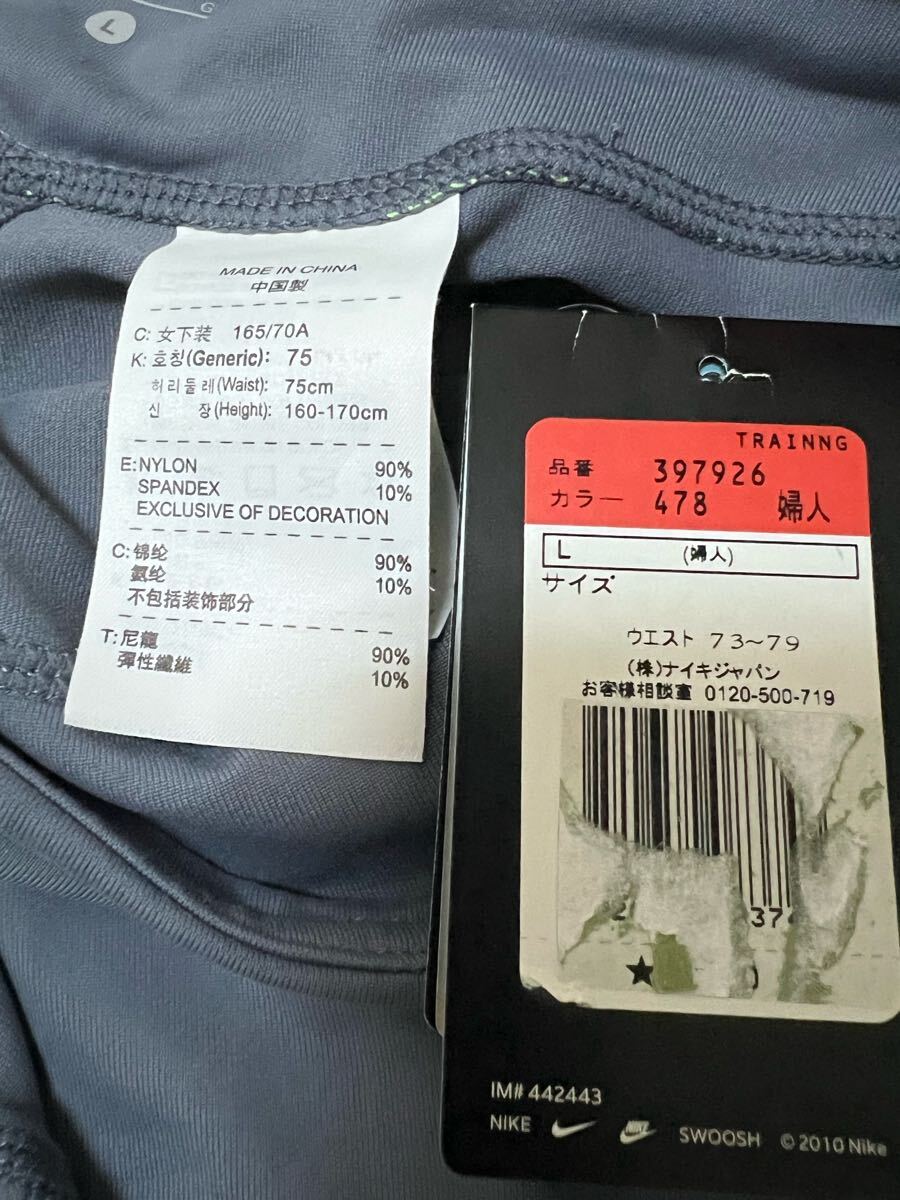 G
L
MADE IN CHINA
中国製
C: 女下装 165/70A
K: 호칭(Generic): 75
허리둘레(Waist): 75cm
신 장(Height): 160-170cm
E: NYLON 90%
SPANDEX 10%
EXCLUSIVE OF DECORATION
C: 锦纶 90%
氨纶 10%
不包括装饰部分
T: 尼龍 90%
彈性纖維 10%
TRAINNG
品番 397926
カラー 478 婦人
L (婦人)
サイズ
ウエスト 73～79
(株)ナイキジャパン
お客様相談室 0120-500-719
2 37
★
IM# 442443
NIKE NIKE SWOOSH © 2010 Nike